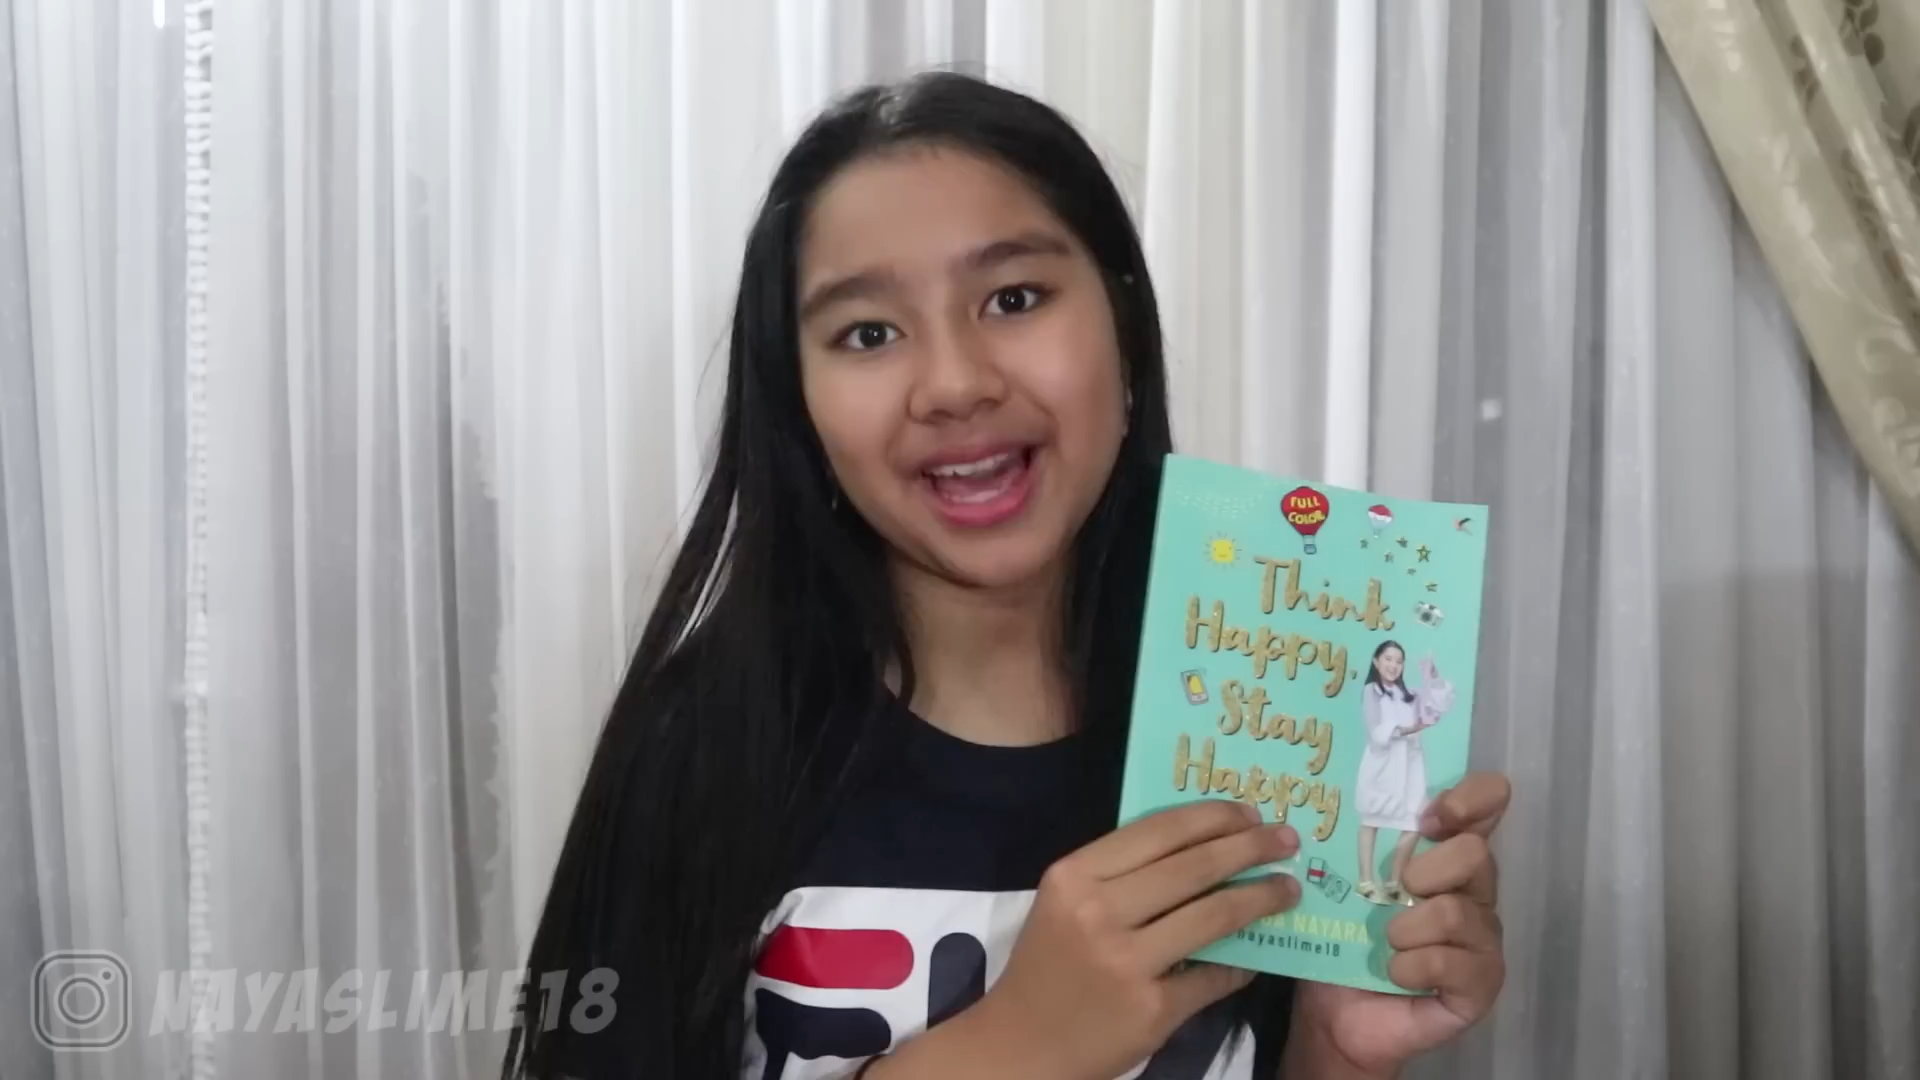 FULL
COLOR
Think
Happy,
Stay
Happy
NAYARA
nayaslime18
NAYASLIME18